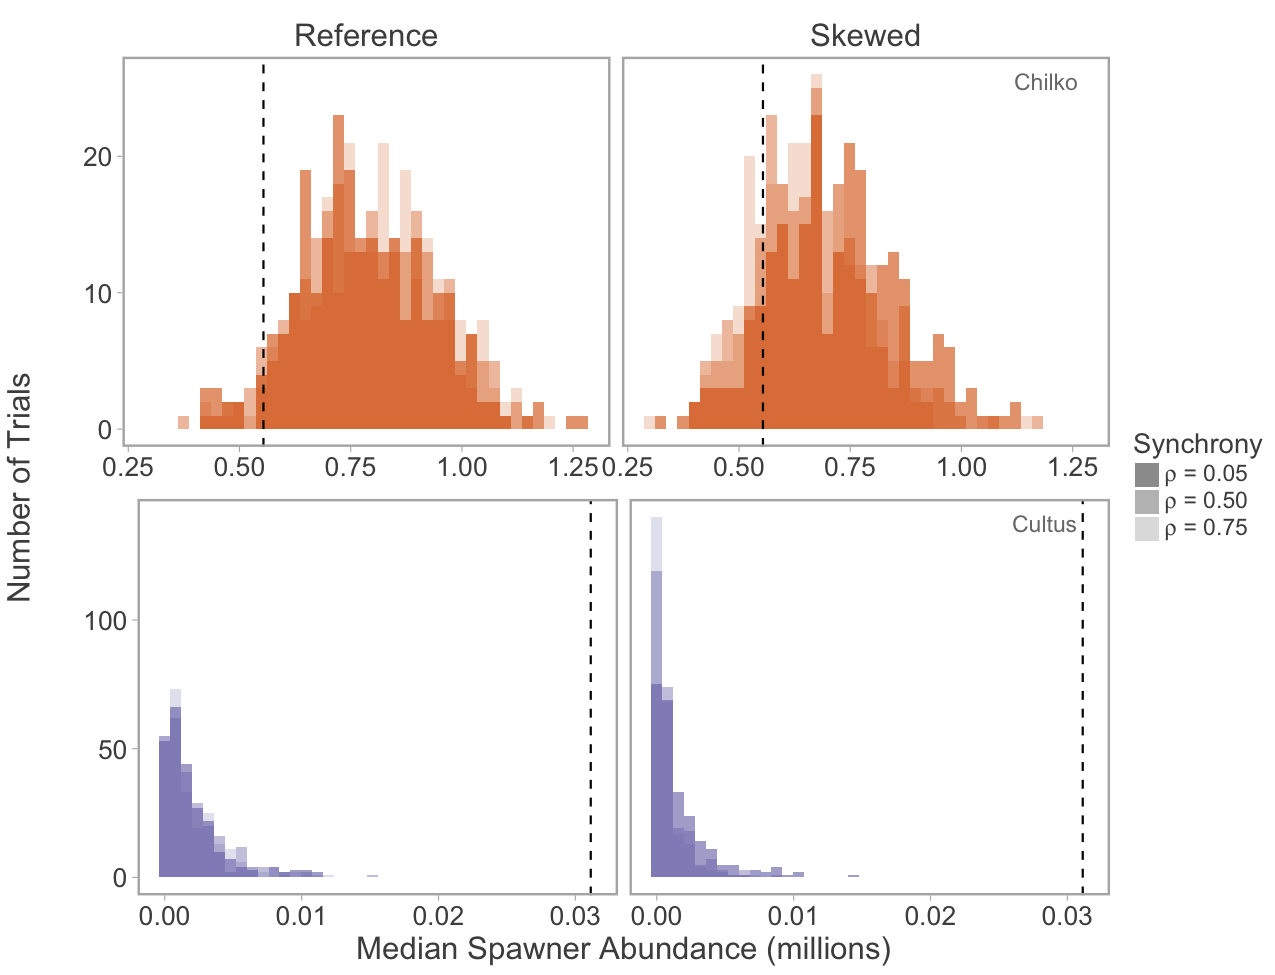 Reference
Skewed
Chilko
20
10
0
0.25 0.50 0.75 1.00 1.25
0.25 0.50 0.75 1.00 1.25
Number of Trials
Synchrony
ρ = 0.05
ρ = 0.50
ρ = 0.75
Cultus
100
50
0
0.00 0.01 0.02 0.03
0.00 0.01 0.02 0.03
Median Spawner Abundance (millions)